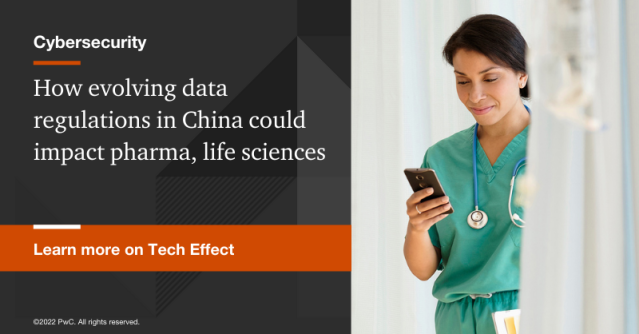 Cybersecurity
How evolving data
regulations in China could
impact pharma, life sciences
Learn more on Tech Effect
©2022 PwC. All rights reserved.